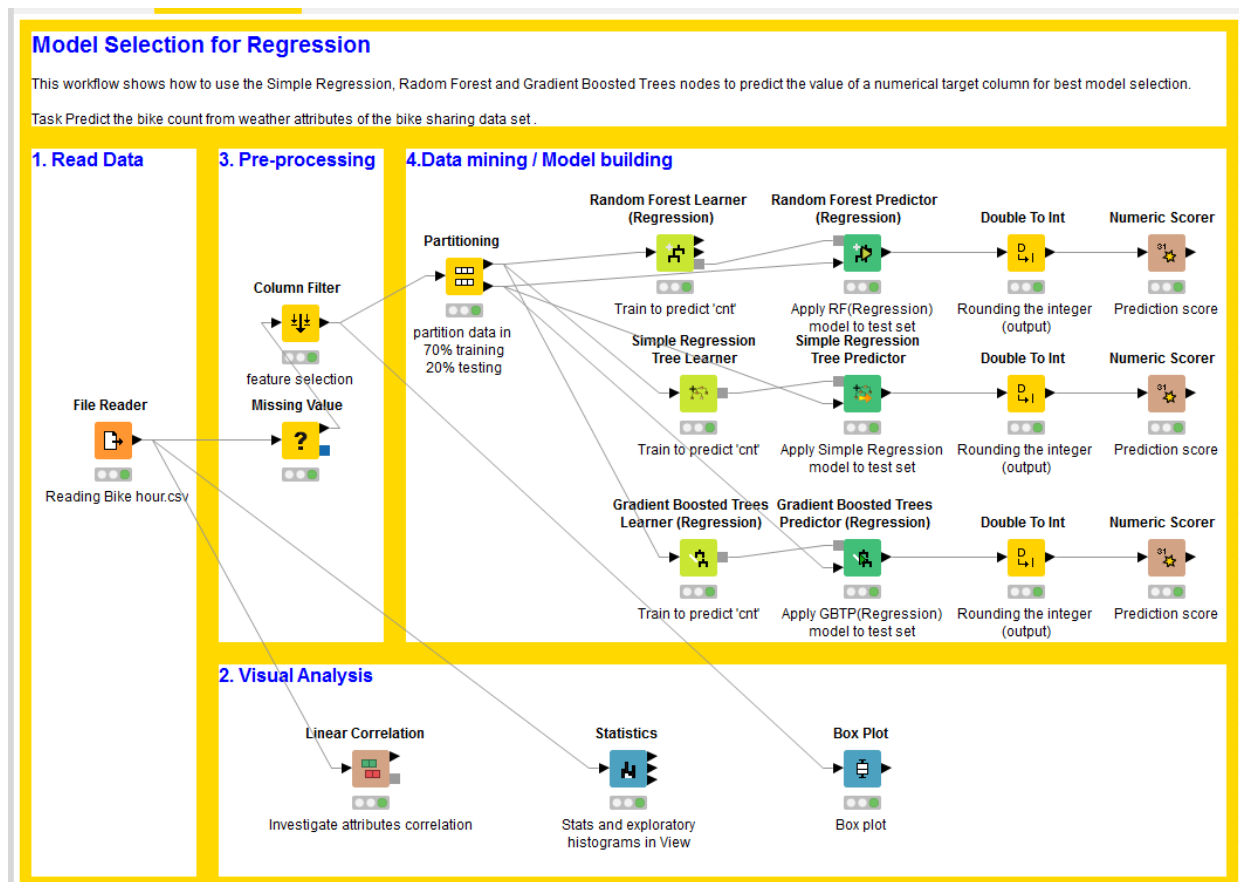 Model Selection for Regression
This workflow shows how to use the Simple Regression, Radom Forest and Gradient Boosted Trees nodes to predict the value of a numerical target column for best model selection.
Task Predict the bike count from weather attributes of the bike sharing data set .
1. Read Data
File Reader
Reading Bike hour.csv
3. Pre-processing
Column Filter
feature selection
Missing Value
?
4.Data mining / Model building
Partitioning
partition data in
70% training
20% testing
Random Forest Learner
(Regression)
Train to predict 'cnt'
Random Forest Predictor
(Regression)
Apply RF(Regression)
model to test set
Double To Int
D
I
Rounding the integer
(output)
Numeric Scorer
31
Prediction score
Simple Regression
Tree Learner
Train to predict 'cnt'
Simple Regression
Tree Predictor
Apply Simple Regression
model to test set
Double To Int
D
I
Rounding the integer
(output)
Numeric Scorer
31
Prediction score
Gradient Boosted Trees
Learner (Regression)
Train to predict 'cnt'
Gradient Boosted Trees
Predictor (Regression)
Apply GBTP(Regression)
model to test set
Double To Int
D
I
Rounding the integer
(output)
Numeric Scorer
31
Prediction score
2. Visual Analysis
Linear Correlation
Investigate attributes correlation
Statistics
Stats and exploratory
histograms in View
Box Plot
Box plot